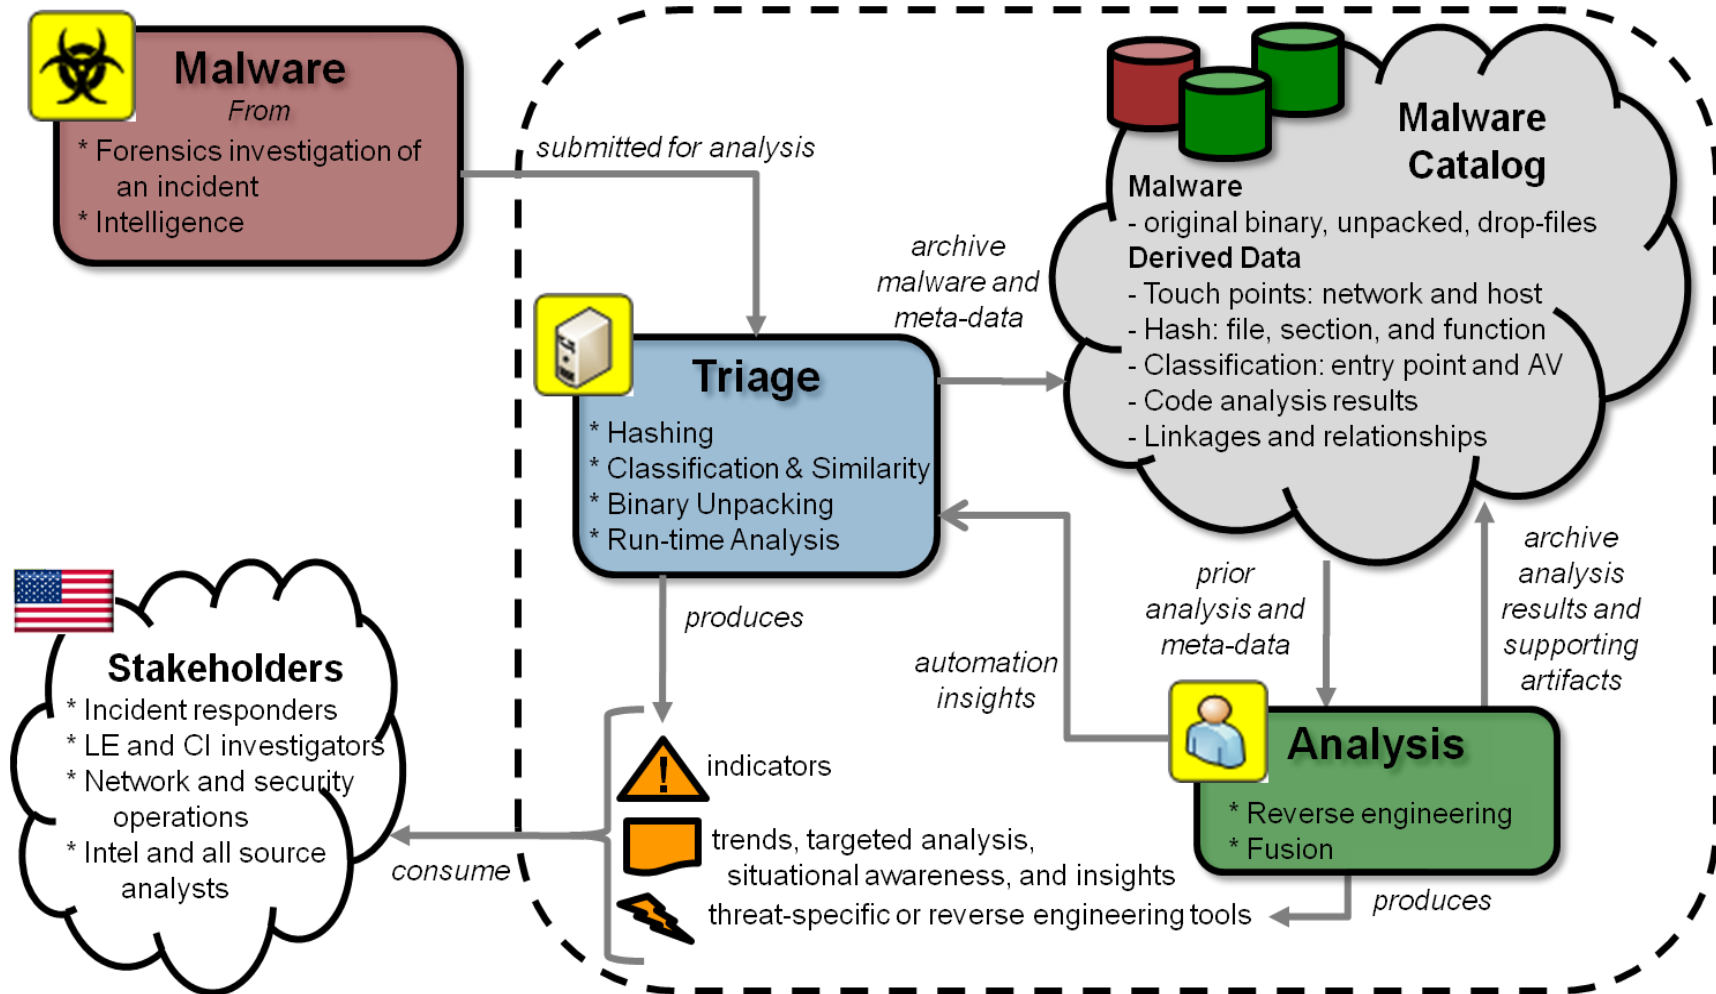 Malware
From
* Forensics investigation of
an incident
* Intelligence
submitted for analysis
archive
malware and
meta-data
Malware
Catalog
Malware
- original binary, unpacked, drop-files
Derived Data
- Touch points: network and host
- Hash: file, section, and function
- Classification: entry point and AV
- Code analysis results
- Linkages and relationships
Triage
* Hashing
* Classification & Similarity
* Binary Unpacking
* Run-time Analysis
produces
automation
insights
prior
analysis and
meta-data
archive
analysis
results and
supporting
artifacts
Stakeholders
* Incident responders
* LE and CI investigators
* Network and security
operations
* Intel and all source
analysts
consume
!
indicators
trends, targeted analysis,
situational awareness, and insights
threat-specific or reverse engineering tools
Analysis
* Reverse engineering
* Fusion
produces